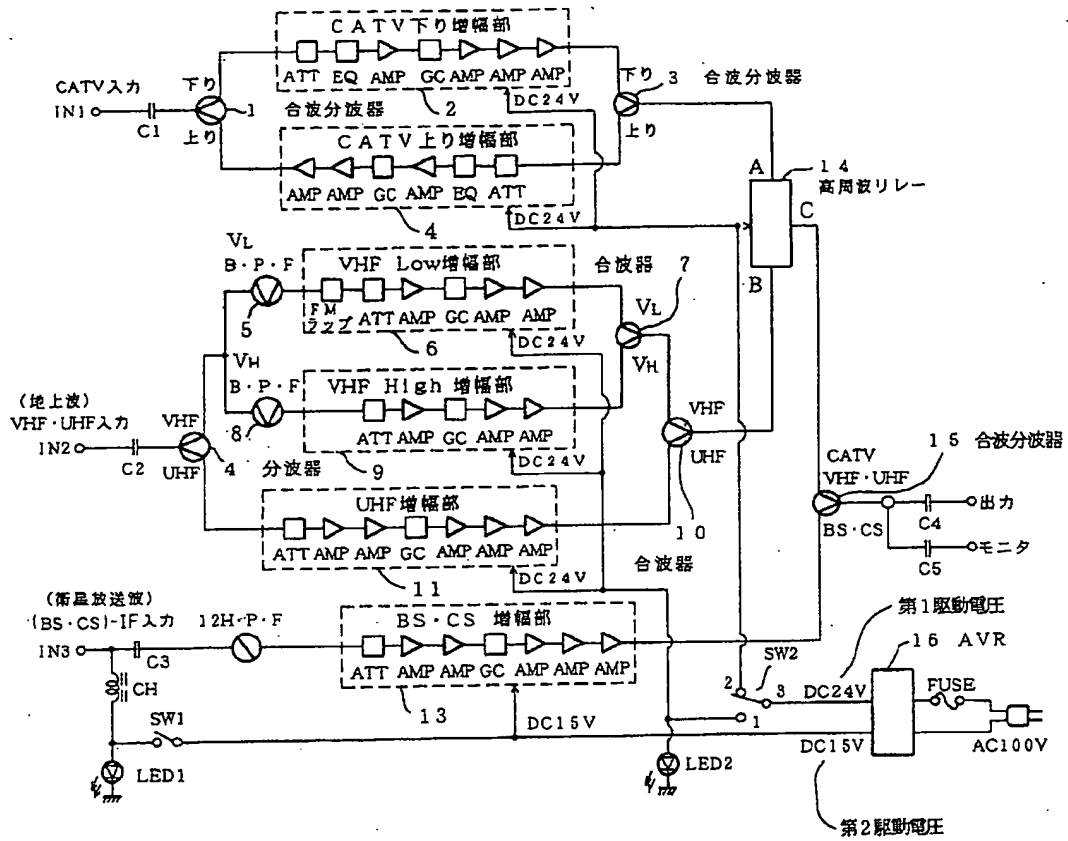 CATV下り増幅部
ATT EQ AMP GC AMP AMP AMP
2
DC24V
CATV入力
IN1
C1
下り
上り
1 合波分波器
下り
上り
3 合波分波器
CATV上り増幅部
AMP AMP GC AMP EQ ATT
4
DC24V
A
B
C
14
高周波リレー
VL
B・P・F
5
VHF Low増幅部
FM
ラップ
ATT AMP GC AMP AMP
6
DC24V
合波器 7
VL
VH
VH
B・P・F
8
VHF High 増幅部
ATT AMP GC AMP AMP
9
DC24V
(地上波)
VHF・UHF入力
IN2
C2
VHF
UHF
4
分波器
VHF
UHF
10
合波器
UHF増幅部
ATT AMP AMP GC AMP AMP AMP
11
DC24V
15 合波分波器
CATV
VHF・UHF
BS・CS
C4
出力
C5
モニタ
(衛星放送波)
(BS・CS)-IF入力
IN3
C3
12H・P・F
BS・CS 増幅部
ATT AMP AMP GC AMP AMP AMP
13
DC15V
CH
SW1
LED1
SW2
2
3
1
LED2
第1駆動電圧
16 AVR
DC24V
DC15V
FUSE
AC100V
第2駆動電圧